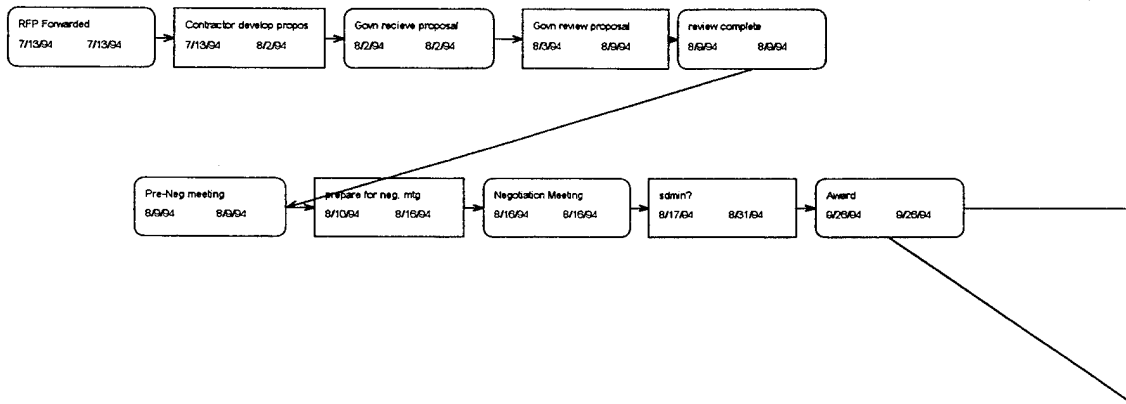 RFP Forwarded
7/13/94 7/13/94
Contractor develop propos
7/13/94 8/2/94
Govn recieve proposal
8/2/94 8/2/94
Govn review proposal
8/3/94 8/9/94
review complete
8/9/94 8/9/94
Pre-Neg meeting
8/9/94 8/9/94
prepare for neg. mtg
8/10/94 8/16/94
Negotiation Meeting
8/16/94 8/16/94
sdmin?
8/17/94 8/31/94
Award
9/26/94 9/26/94